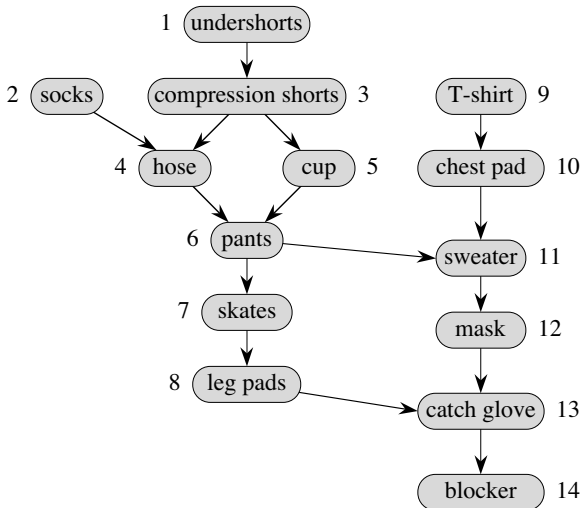 1 undershorts
2 socks
compression shorts 3
T-shirt 9
4 hose
cup 5
chest pad 10
6 pants
sweater 11
7 skates
mask 12
8 leg pads
catch glove 13
blocker 14